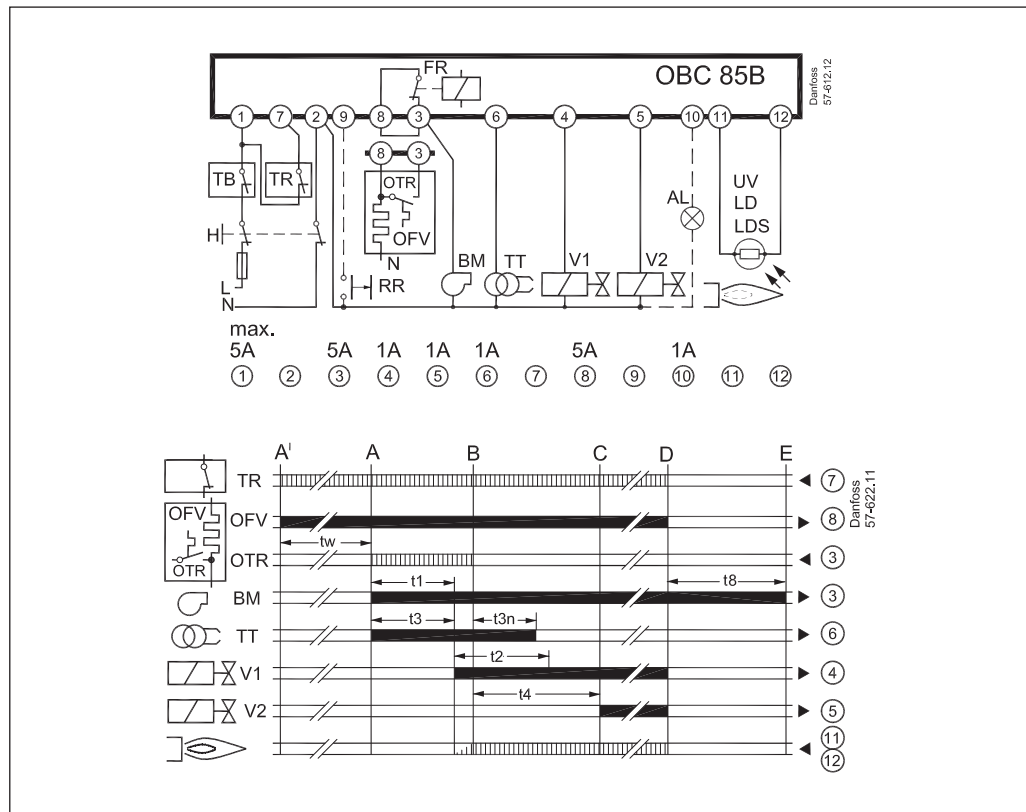 FR
OBC 85B
Danfoss
57-612.12
1 7 2 9 8 3 6 4 5 10 11 12
8 3
TB
TR
OTR
OFV
N
H
L
N
RR
BM
TT
V1
V2
AL
UV
LD
LDS
max.
5A 5A 1A 1A 1A 5A 1A
1 2 3 4 5 6 7 8 9 10 11 12
A' A B C D E
TR 7
Danfoss
57-622.11
OFV OFV 8
tw
OTR OTR 3
t1 t8
BM 3
t3 t3n
TT 6
t2
V1 4
t4
V2 5
11
12